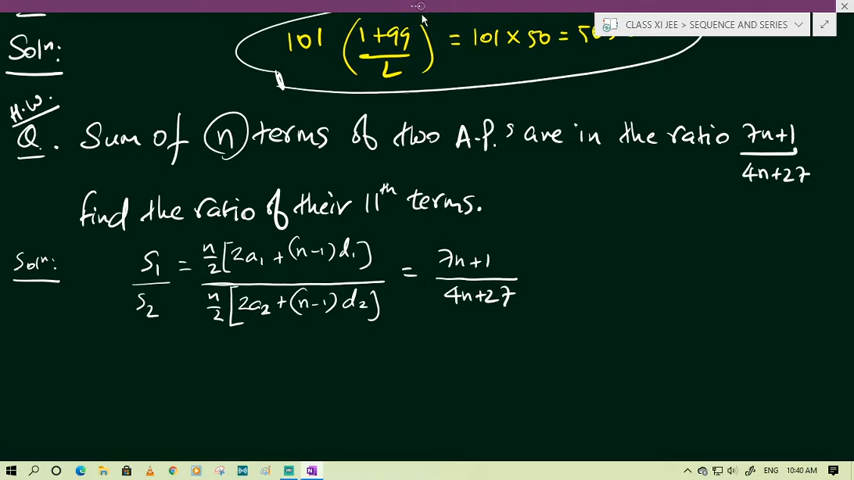 CLASS XI JEE > SEQUENCE AND SERIES
Solⁿ: 101 (1+99/2) = 101 × 50 = 50
H.W.
Q. Sum of n terms of two A.P.s are in the ratio 7n+1/4n+27
find the ratio of their 11th terms.
Solⁿ: S₁/S₂ = n/2[2a₁+(n-1)d₁]/n/2[2a₂+(n-1)d₂] = 7n+1/4n+27
ENG 10:40 AM